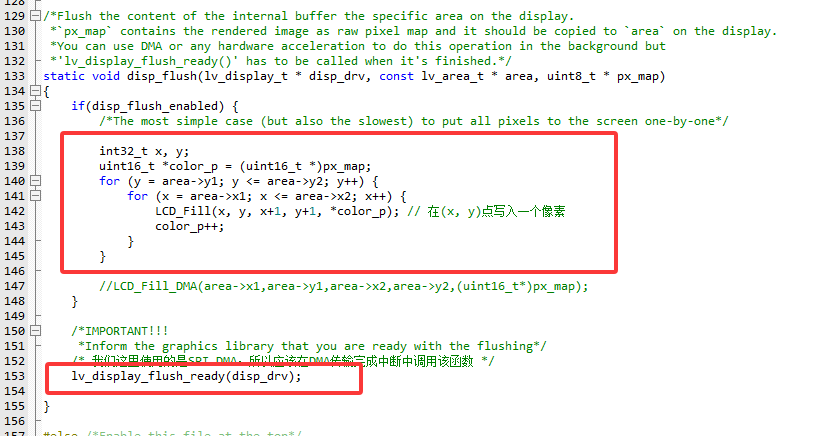 128
129 /*Flush the content of the internal buffer the specific area on the display.
130 *`px_map` contains the rendered image as raw pixel map and it should be copied to `area` on the display.
131 *You can use DMA or any hardware acceleration to do this operation in the background but
132 *'lv_display_flush_ready()' has to be called when it's finished.*/
133 static void disp_flush(lv_display_t * disp_drv, const lv_area_t * area, uint8_t * px_map)
134 {
135 if(disp_flush_enabled) {
136 /*The most simple case (but also the slowest) to put all pixels to the screen one-by-one*/
137
138 int32_t x, y;
139 uint16_t *color_p = (uint16_t *)px_map;
140 for (y = area->y1; y <= area->y2; y++) {
141 for (x = area->x1; x <= area->x2; x++) {
142 LCD_Fill(x, y, x+1, y+1, *color_p); // 在(x, y)点写入一个像素
143 color_p++;
144 }
145 }
146
147 //LCD_Fill_DMA(area->x1,area->y1,area->x2,area->y2,(uint16_t*)px_map);
148 }
149
150 /*IMPORTANT!!!
151 *Inform the graphics library that you are ready with the flushing*/
152 /* 我们这里使用的是SPI DMA，所以应该在DMA传输完成中断中调用该函数 */
153 lv_display_flush_ready(disp_drv);
154
155 }
156
157 #else /*Enable this file at the top*/